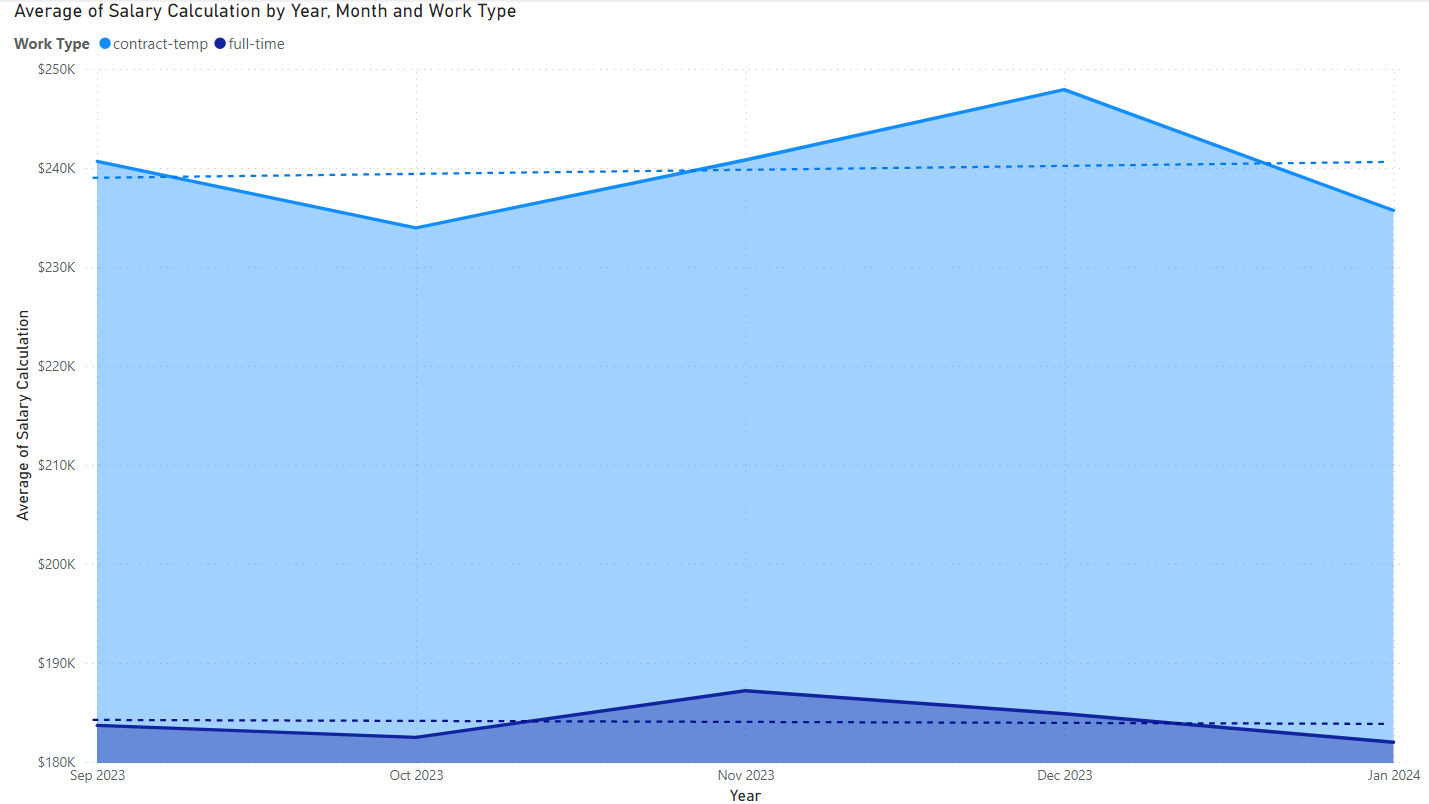 Average of Salary Calculation by Year, Month and Work Type
Work Type contract-temp full-time
$250K
$240K
$230K
$220K
$210K
$200K
$190K
$180K
Average of Salary Calculation
Sep 2023 Oct 2023 Nov 2023 Dec 2023 Jan 2024
Year